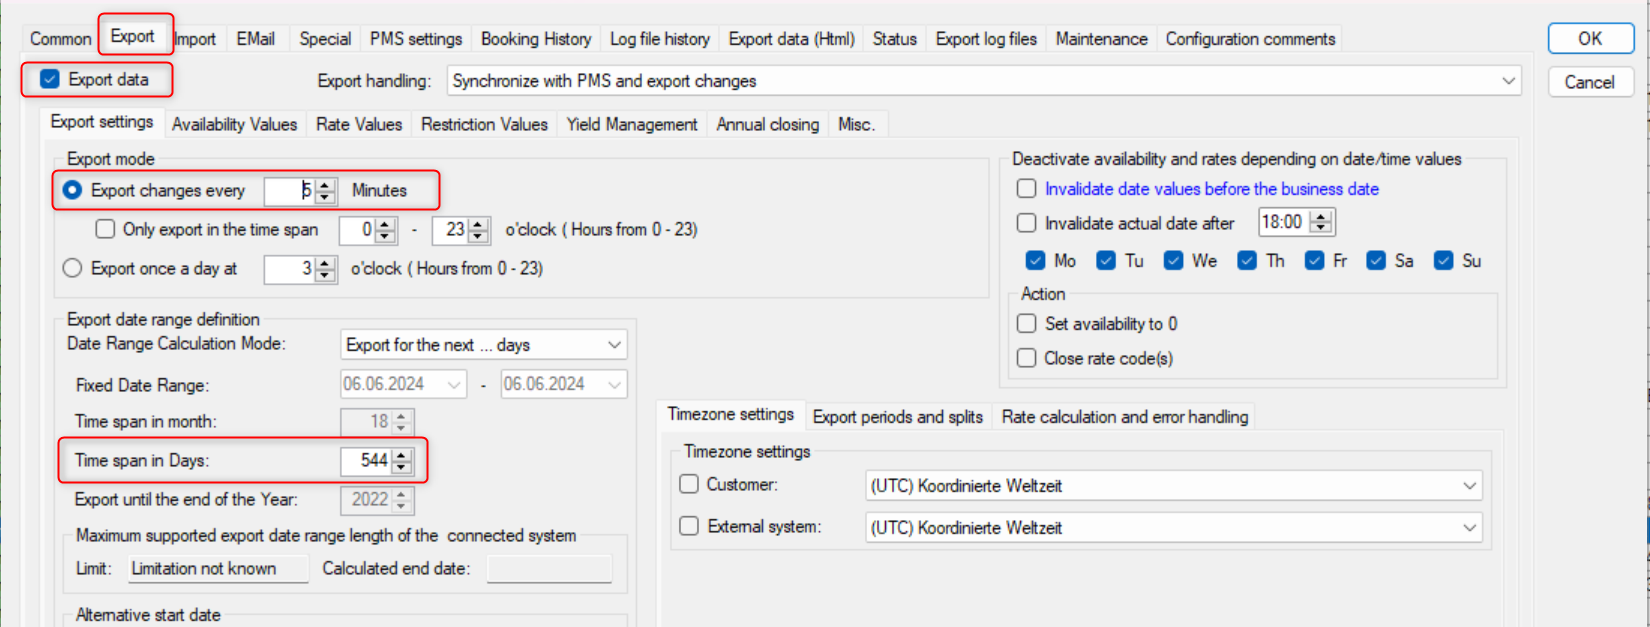 Common Export Import EMail Special PMS settings Booking History Log file history Export data (Html) Status Export log files Maintenance Configuration comments
OK
Export data Export handling: Synchronize with PMS and export changes
Cancel
Export settings Availability Values Rate Values Restriction Values Yield Management Annual closing Misc.
Export mode
Export changes every 5 Minutes
Only export in the time span 0 - 23 o'clock ( Hours from 0 - 23)
Export once a day at 3 o'clock ( Hours from 0 - 23)
Deactivate availability and rates depending on date/time values
Invalidate date values before the business date
Invalidate actual date after 18:00
Mo Tu We Th Fr Sa Su
Action
Set availability to 0
Close rate code(s)
Export date range definition
Date Range Calculation Mode: Export for the next ... days
Fixed Date Range: 06.06.2024 - 06.06.2024
Time span in month: 18
Time span in Days: 544
Export until the end of the Year: 2022
Maximum supported export date range length of the connected system
Limit: Limitation not known Calculated end date:
Alternative start date
Timezone settings Export periods and splits Rate calculation and error handling
Timezone settings
Customer: (UTC) Koordinierte Weltzeit
External system: (UTC) Koordinierte Weltzeit